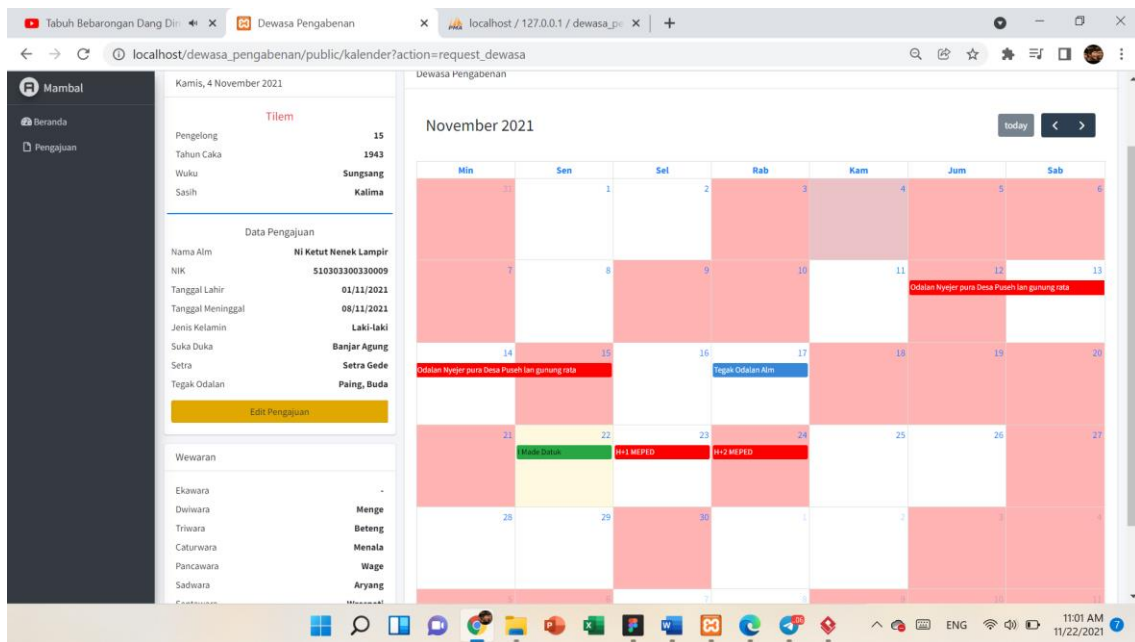 Tabuh Bebarongan Dang Din
Dewasa Pengabenan
localhost / 127.0.0.1 / dewasa_pe
localhost/dewasa_pengabenan/public/kalender?action=request_dewasa
Mambal
Beranda
Pengajuan
Kamis, 4 November 2021
Tilem
Pengelong 15
Tahun Caka 1943
Wuku Sungsang
Sasih Kalima
Data Pengajuan
Nama Alm Ni Ketut Nenek Lampir
NIK 510303300330009
Tanggal Lahir 01/11/2021
Tanggal Meninggal 08/11/2021
Jenis Kelamin Laki-laki
Suka Duka Banjar Agung
Setra Setra Gede
Tegak Odalan Paing, Buda
Edit Pengajuan
Wewaran
Ekawara -
Dwiwara Menge
Triwara Beteng
Caturwara Menala
Pancawara Wage
Sadwara Aryang
Dewasa Pengabenan
November 2021
today
Min Sen Sel Rab Kam Jum Sab
31 1 2 3 4 5 6
7 8 9 10 11 12 13
Odalan Nyejer pura Desa Puseh lan gunung rata
14 15 16 17 18 19 20
Odalan Nyejer pura Desa Puseh lan gunung rata
Tegak Odalan Alm
21 22 23 24 25 26 27
I Made Datuk
H+1 MEPED
H+2 MEPED
28 29 30 1 2 3 4
5 6 7 8 9 10 11
ENG
11:01 AM
11/22/2021
7